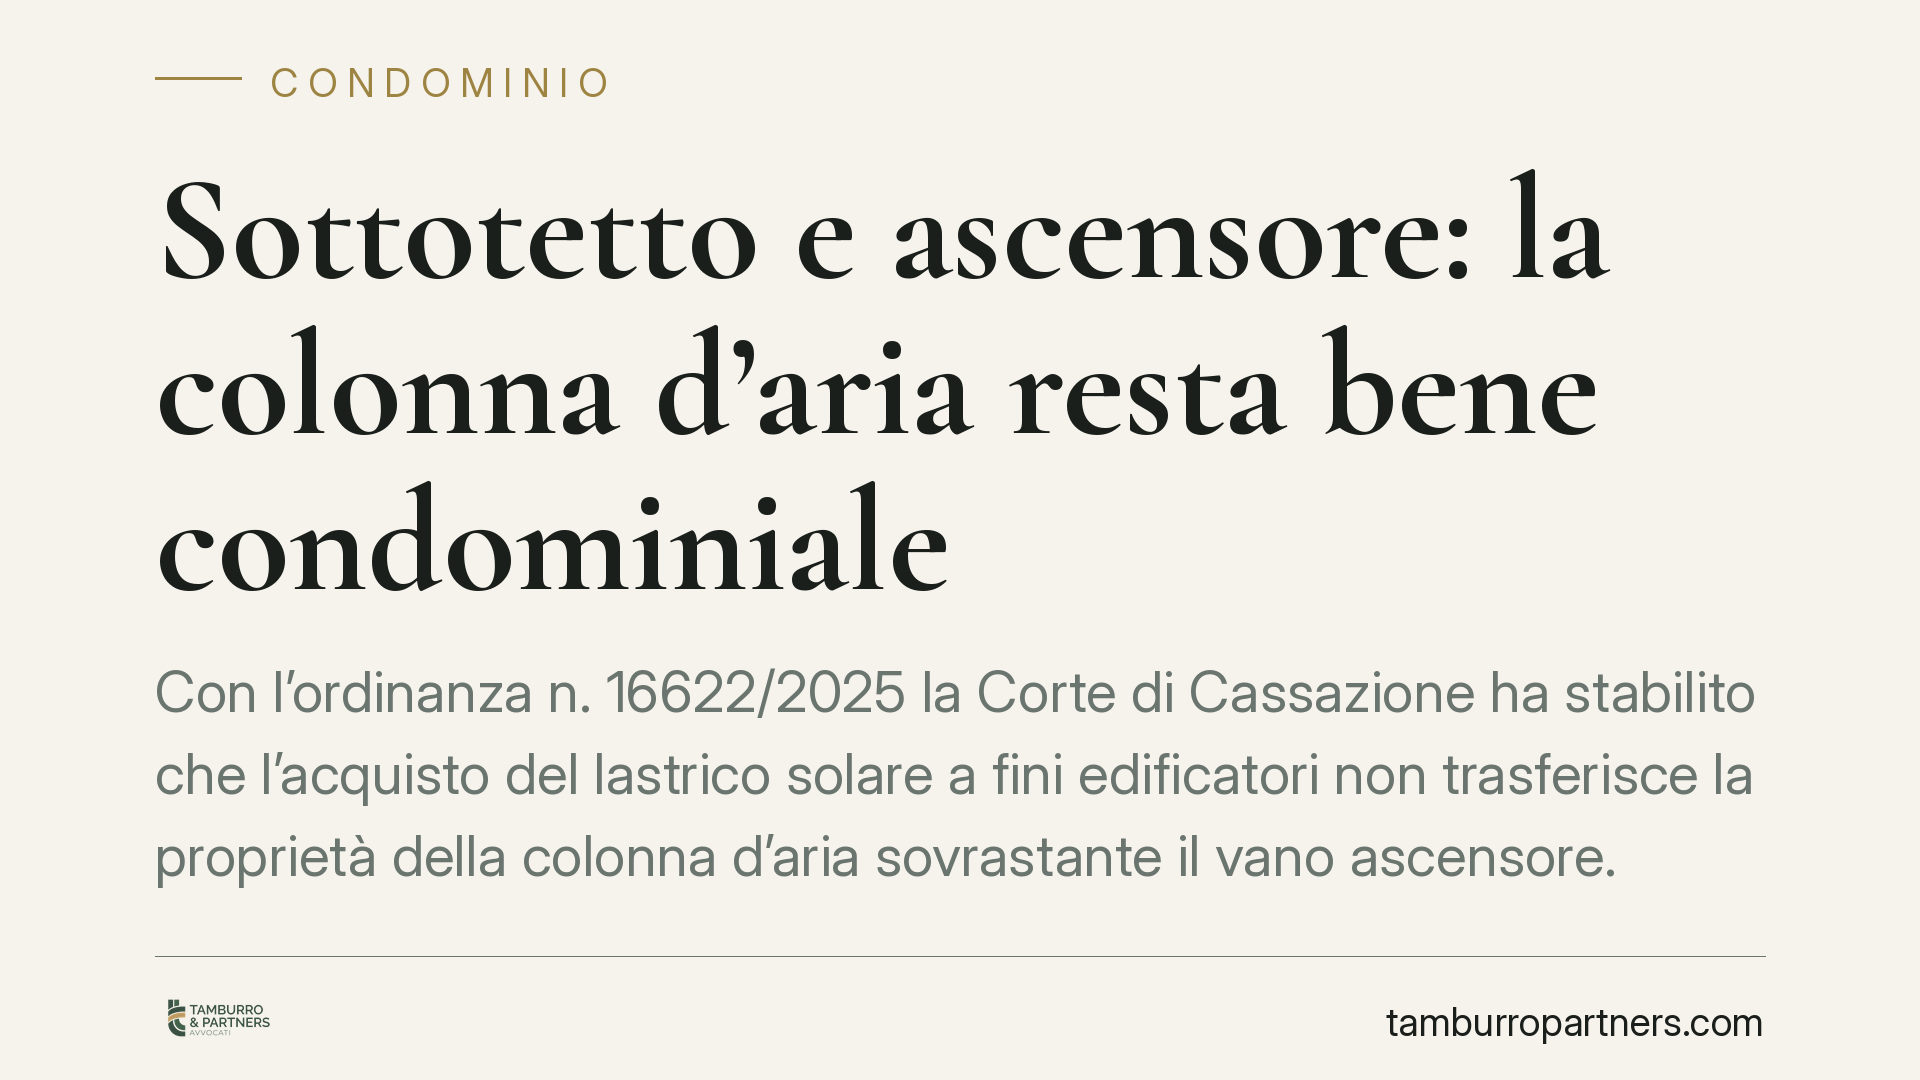 CONDOMINIO
Sottotetto e ascensore: la
colonna d’aria resta bene
condominiale
Con l’ordinanza n. 16622/2025 la Corte di Cassazione ha stabilito
che l’acquisto del lastrico solare a fini edificatori non trasferisce la
proprietà della colonna d’aria sovrastante il vano ascensore.
TAMBURRO
& PARTNERS
AVVOCATI
tamburropartners.com